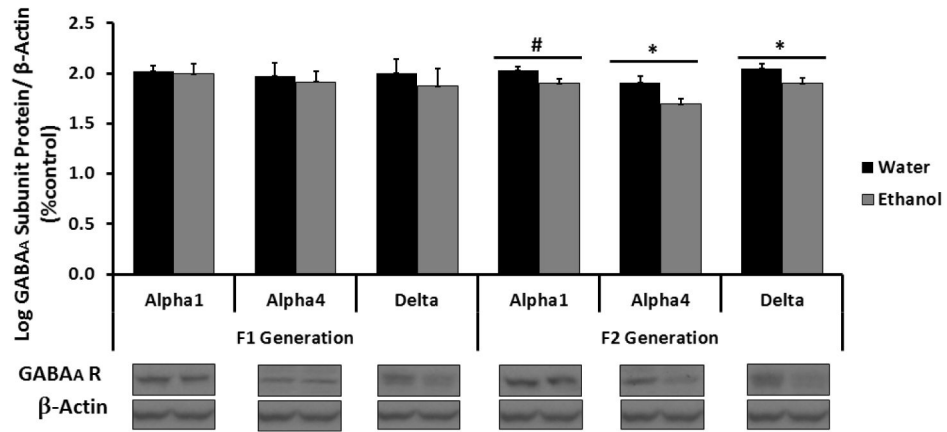 Log GABAA Subunit Protein/ β-Actin
(%control)
2.5
2.0
1.5
1.0
0.5
0.0
#
*
*
Water
Ethanol
Alpha1 Alpha4 Delta Alpha1 Alpha4 Delta
F1 Generation F2 Generation
GABAA R
β-Actin